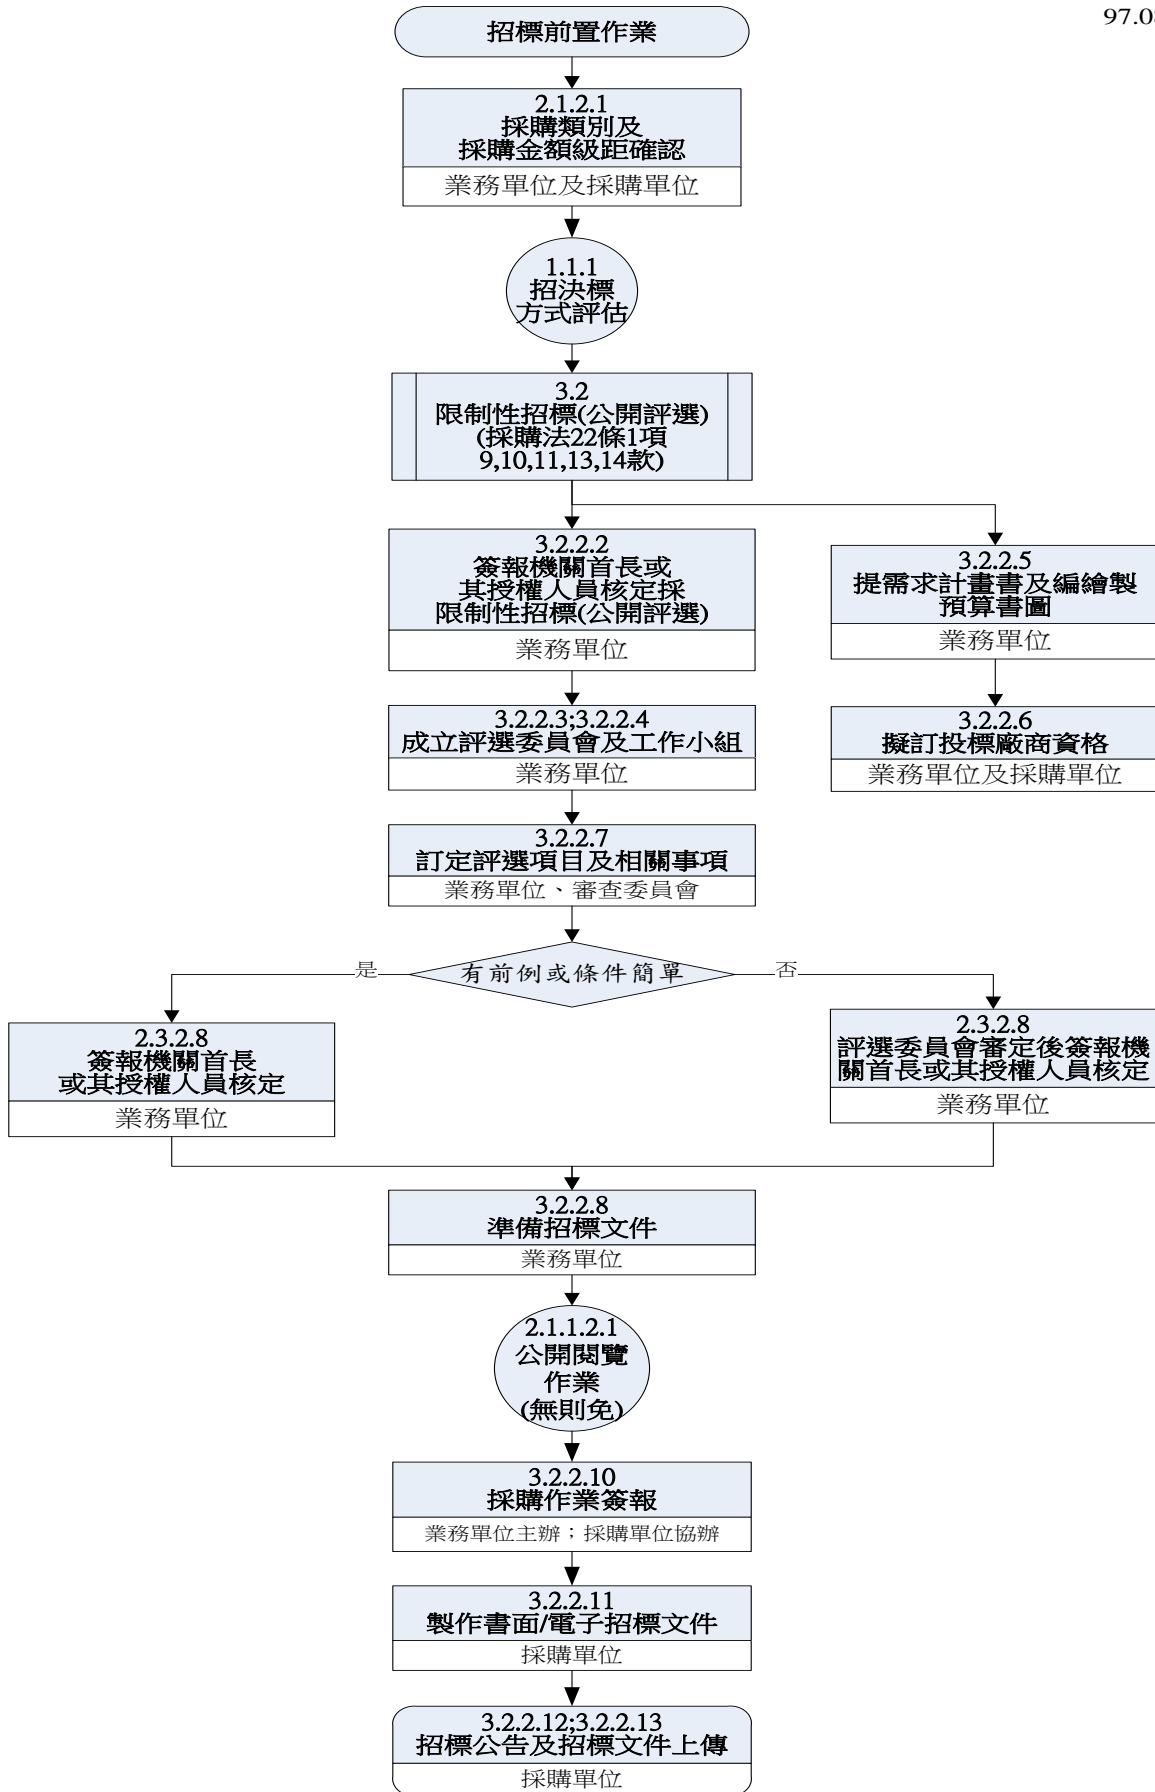 97.08
招標前置作業
2.1.2.1
採購類別及
採購金額級距確認
業務單位及採購單位
1.1.1
招決標
方式評估
3.2
限制性招標(公開評選)
(採購法22條1項
9,10,11,13,14款)
3.2.2.2
簽報機關首長或
其授權人員核定採
限制性招標(公開評選)
業務單位
3.2.2.5
提需求計畫書及編繪製
預算書圖
業務單位
3.2.2.3;3.2.2.4
成立評選委員會及工作小組
業務單位
3.2.2.6
擬訂投標廠商資格
業務單位及採購單位
3.2.2.7
訂定評選項目及相關事項
業務單位、審查委員會
是
有前例或條件簡單
否
2.3.2.8
簽報機關首長
或其授權人員核定
業務單位
2.3.2.8
評選委員會審定後簽報機
關首長或其授權人員核定
業務單位
3.2.2.8
準備招標文件
業務單位
2.1.1.2.1
公開閱覽
作業
(無則免)
3.2.2.10
採購作業簽報
業務單位主辦；採購單位協辦
3.2.2.11
製作書面/電子招標文件
採購單位
3.2.2.12;3.2.2.13
招標公告及招標文件上傳
採購單位